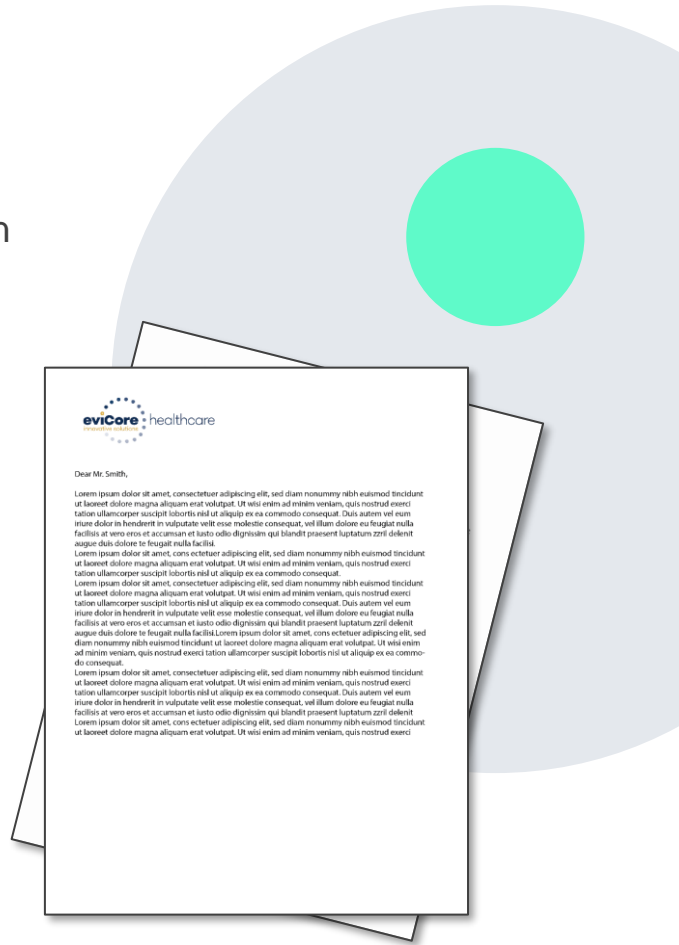 n
eviCore healthcare
innovative solutions
Dear Mr. Smith,
Lorem ipsum dolor sit amet, consectetuer adipiscing elit, sed diam nonummy nibh euismod tincidunt
ut laoreet dolore magna aliquam erat volutpat. Ut wisi enim ad minim veniam, quis nostrud exerci
tation ullamcorper suscipit lobortis nisl ut aliquip ex ea commodo consequat. Duis autem vel eum
iriure dolor in hendrerit in vulputate velit esse molestie consequat, vel illum dolore eu feugiat nulla
facilisis at vero eros et accumsan et iusto odio dignissim qui blandit praesent luptatum zzril delenit
augue duis dolore te feugait nulla facilisi.
Lorem ipsum dolor sit amet, cons ectetuer adipiscing elit, sed diam nonummy nibh euismod tincidunt
ut laoreet dolore magna aliquam erat volutpat. Ut wisi enim ad minim veniam, quis nostrud exerci
tation ullamcorper suscipit lobortis nisl ut aliquip ex ea commodo consequat.
Lorem ipsum dolor sit amet, consectetuer adipiscing elit, sed diam nonummy nibh euismod tincidunt
ut laoreet dolore magna aliquam erat volutpat. Ut wisi enim ad minim veniam, quis nostrud exerci
tation ullamcorper suscipit lobortis nisl ut aliquip ex ea commodo consequat. Duis autem vel eum
iriure dolor in hendrerit in vulputate velit esse molestie consequat, vel illum dolore eu feugiat nulla
facilisis at vero eros et accumsan et iusto odio dignissim qui blandit praesent luptatum zzril delenit
augue duis dolore te feugait nulla facilisi.Lorem ipsum dolor sit amet, cons ectetuer adipiscing elit, sed
diam nonummy nibh euismod tincidunt ut laoreet dolore magna aliquam erat volutpat. Ut wisi enim
ad minim veniam, quis nostrud exerci tation ullamcorper suscipit lobortis nisl ut aliquip ex ea commo-
do consequat.
Lorem ipsum dolor sit amet, consectetuer adipiscing elit, sed diam nonummy nibh euismod tincidunt
ut laoreet dolore magna aliquam erat volutpat. Ut wisi enim ad minim veniam, quis nostrud exerci
tation ullamcorper suscipit lobortis nisl ut aliquip ex ea commodo consequat. Duis autem vel eum
iriure dolor in hendrerit in vulputate velit esse molestie consequat, vel illum dolore eu feugiat nulla
facilisis at vero eros et accumsan et iusto odio dignissim qui blandit praesent luptatum zzril delenit
Lorem ipsum dolor sit amet, cons ectetuer adipiscing elit, sed diam nonummy nibh euismod tincidunt
ut laoreet dolore magna aliquam erat volutpat. Ut wisi enim ad minim veniam, quis nostrud exerci